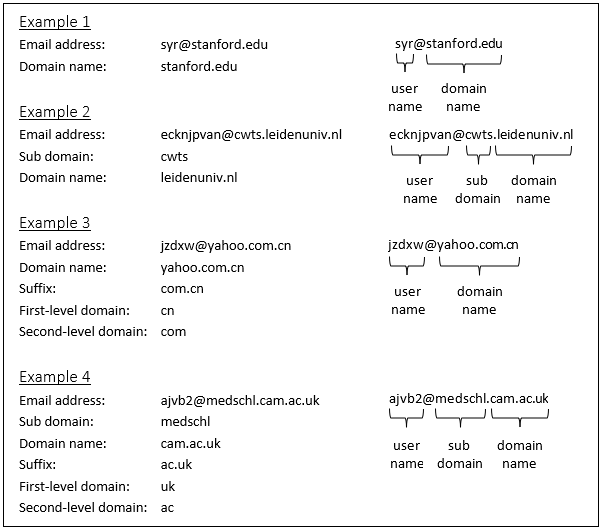 Example 1
Email address: syr@stanford.edu syr@stanford.edu
Domain name: stanford.edu
user domain
name name
Example 2
Email address: ecknjpvan@cwts.leidenuniv.nl ecknjpvan@cwts.leidenuniv.nl
Sub domain: cwts
Domain name: leidenuniv.nl
user sub domain
name domain name
Example 3
Email address: jzdxw@yahoo.com.cn jzdxw@yahoo.com.cn
Domain name: yahoo.com.cn
Suffix: com.cn
user domain
First-level domain: cn
name name
Second-level domain: com
Example 4
Email address: ajvb2@medschl.cam.ac.uk ajvb2@medschl.cam.ac.uk
Sub domain: medschl
Domain name: cam.ac.uk
user sub domain
Suffix: ac.uk
name domain name
First-level domain: uk
Second-level domain: ac